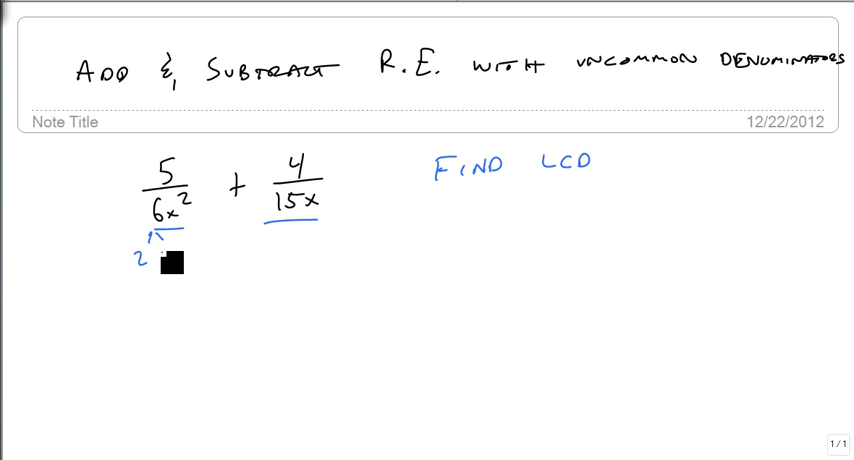 ADD & SUBTRACT R.E. WITH UNCOMMON DENOMINATORS
Note Title 12/22/2012
5/6x² + 4/15x FIND LCD
2
1/1